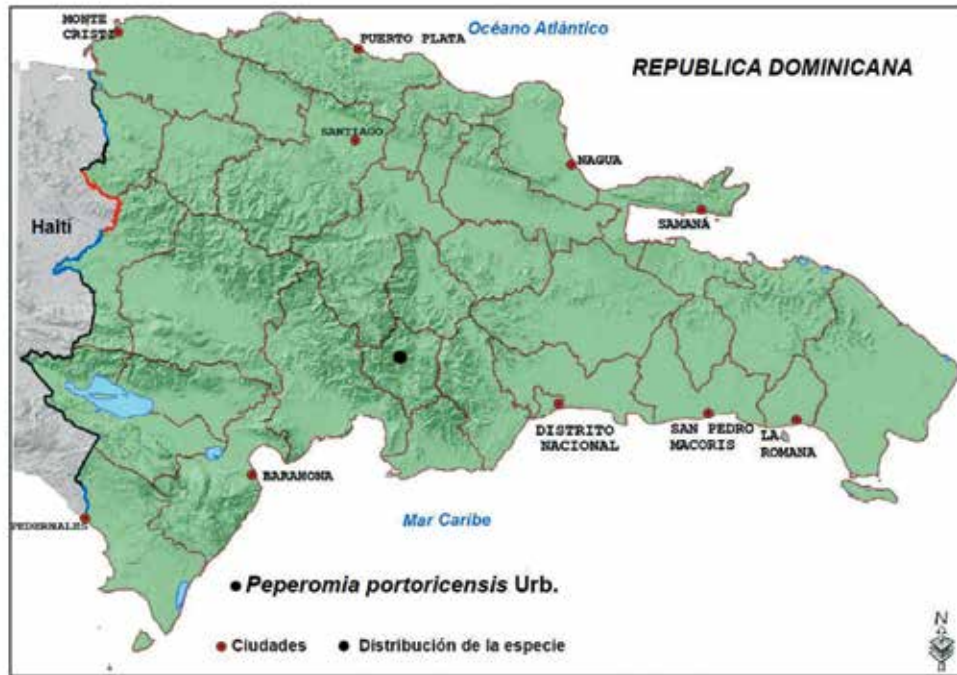 MONTE
CRISTI
PUERTO PLATA
Océano Atlántico
REPUBLICA DOMINICANA
SANTIAGO
NAGUA
SAMANÁ
Haití
DISTRITO
NACIONAL
SAN PEDRO
MACORIS
LA
ROMANA
BARAHONA
PEDERNALES
Mar Caribe
● Peperomia portoricensis Urb.
● Ciudades
● Distribución de la especie
N